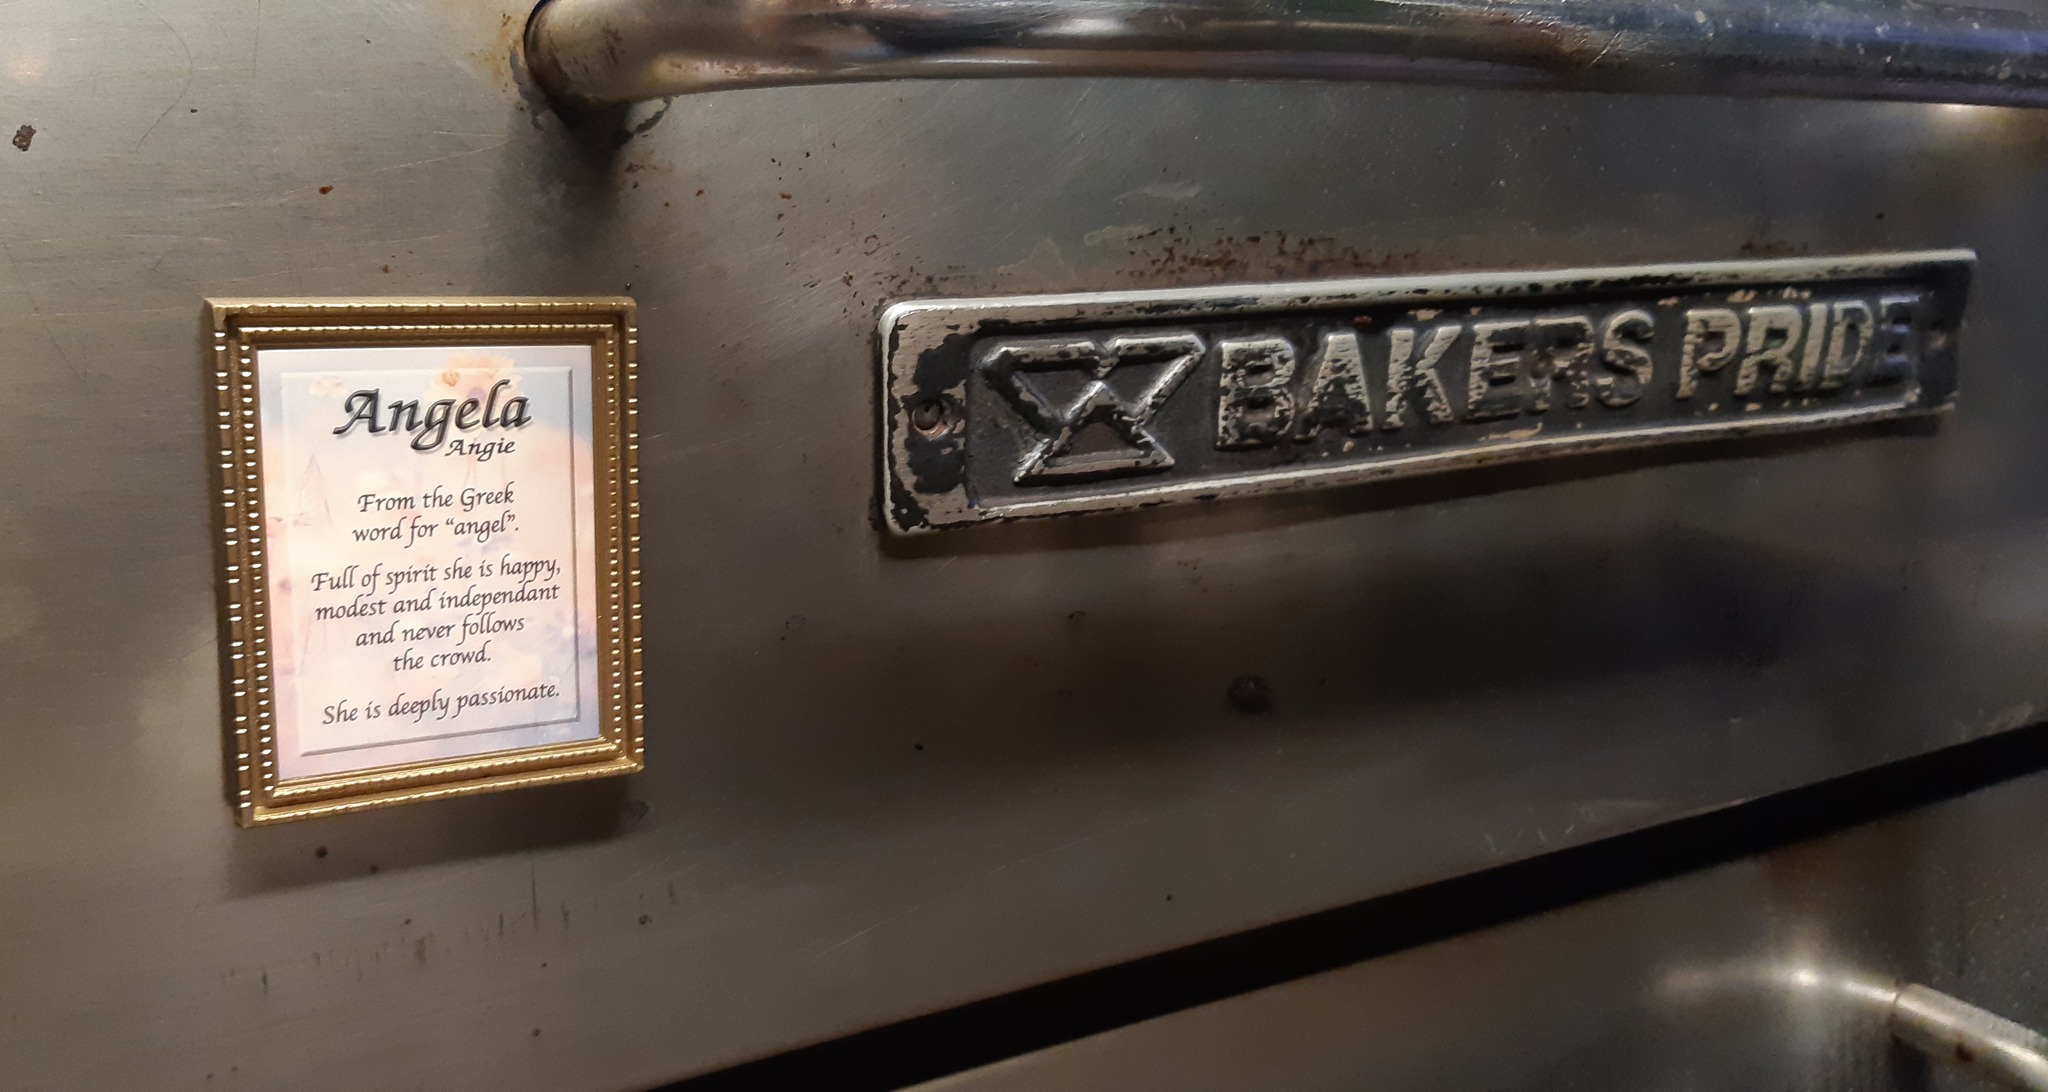 Angela
Angie
From the Greek
word for “angel”.
Full of spirit she is happy,
modest and independant
and never follows
the crowd.
She is deeply passionate.
BAKERS PRIDE